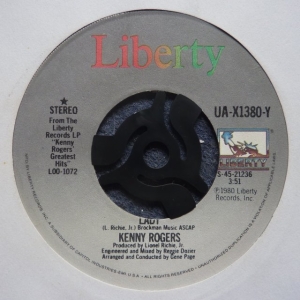 Liberty
★
STEREO
From The
Liberty
Records LP
"Kenny
Rogers'
Greatest
Hits"
LOO-1072
UA-X1380-Y
LIBERTY
S-45-21236
3:51
℗1980 Liberty
Records, Inc.
LADY
(L. Richie, Jr.) Brockman Music ASCAP
KENNY ROGERS
Produced by Lionel Richie, Jr.
Engineered and Mixed by Reggie Dozier
Arranged and Conducted by Gene Page